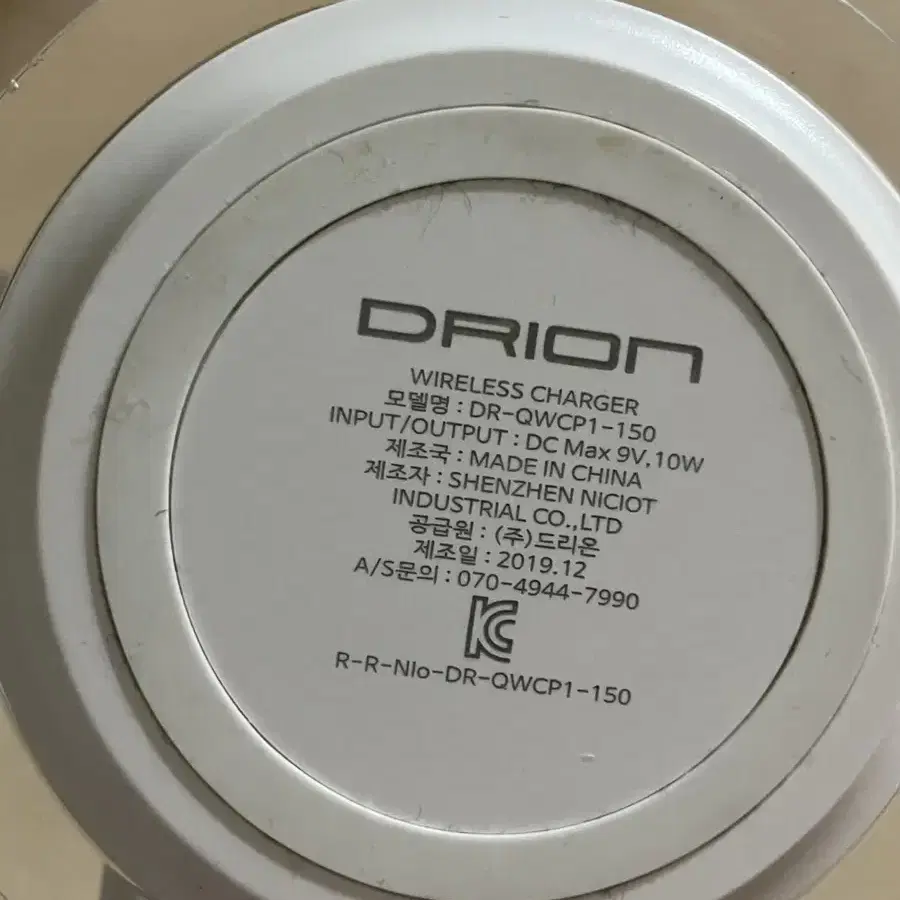 DRION
WIRELESS CHARGER
모델명 : DR-QWCP1-150
INPUT/OUTPUT : DC Max 9V,10W
제조국 : MADE IN CHINA
제조자 : SHENZHEN NICIOT
INDUSTRIAL CO.,LTD
공급원 : (주)드리온
제조일 : 2019.12
A/S문의 : 070-4944-7990
KC
R-R-NIo-DR-QWCP1-150